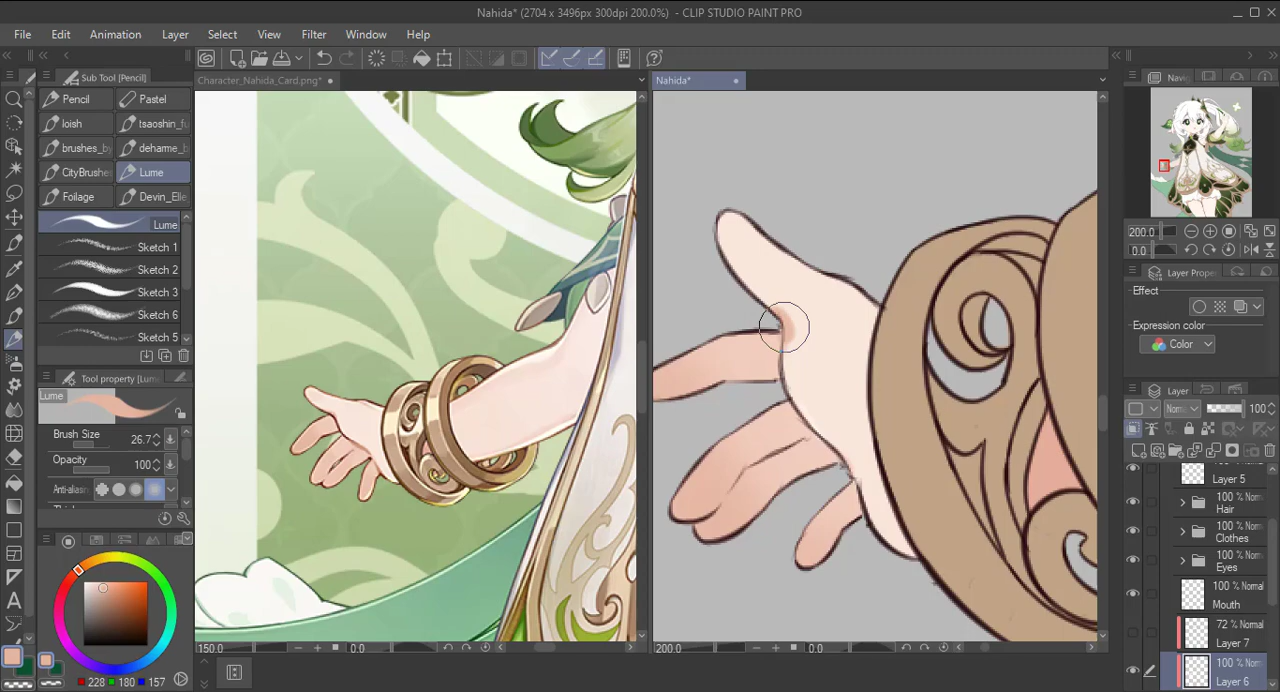 Nahida* (2704 x 3496px 300dpi 200.0%) - CLIP STUDIO PAINT PRO
File Edit Animation Layer Select View Filter Window Help
Sub Tool [Pencil]
Character_Nahida_Card.png*
Nahida*
Pencil
Pastel
loish
tsaoshin_fu
brushes_by
deharme_b
CityBrushes
Lume
Foilage
Devin_Elle
Lume
Sketch 1
Sketch 2
Sketch 3
Sketch 6
Sketch 5
Tool property [Lum
Lume
Brush Size
26.7
Opacity
100
Anti-alias
228 180 157
150.0
0.0
200.0
0.0
200.0
0.0
Layer Prope
Effect
Expression color
Color
Layer
100
Layer 5
100 % Norm
Hair
100 % Norm
Clothes
100 % Norm
Eyes
100 % Normal
Mouth
72 % Normal
Layer 7
100 % Norm
Layer 6